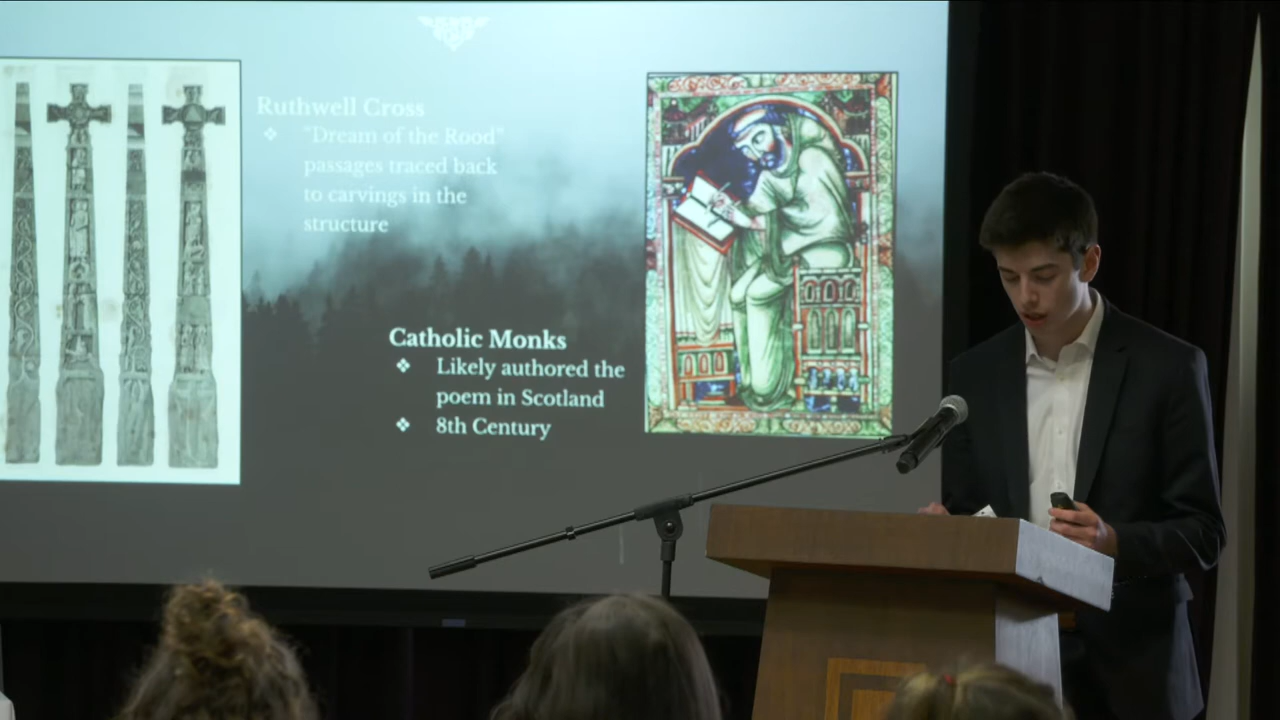 Ruthwell Cross
❖ "Dream of the Rood"
passages traced back
to carvings in the
structure
Catholic Monks
❖ Likely authored the
poem in Scotland
❖ 8th Century